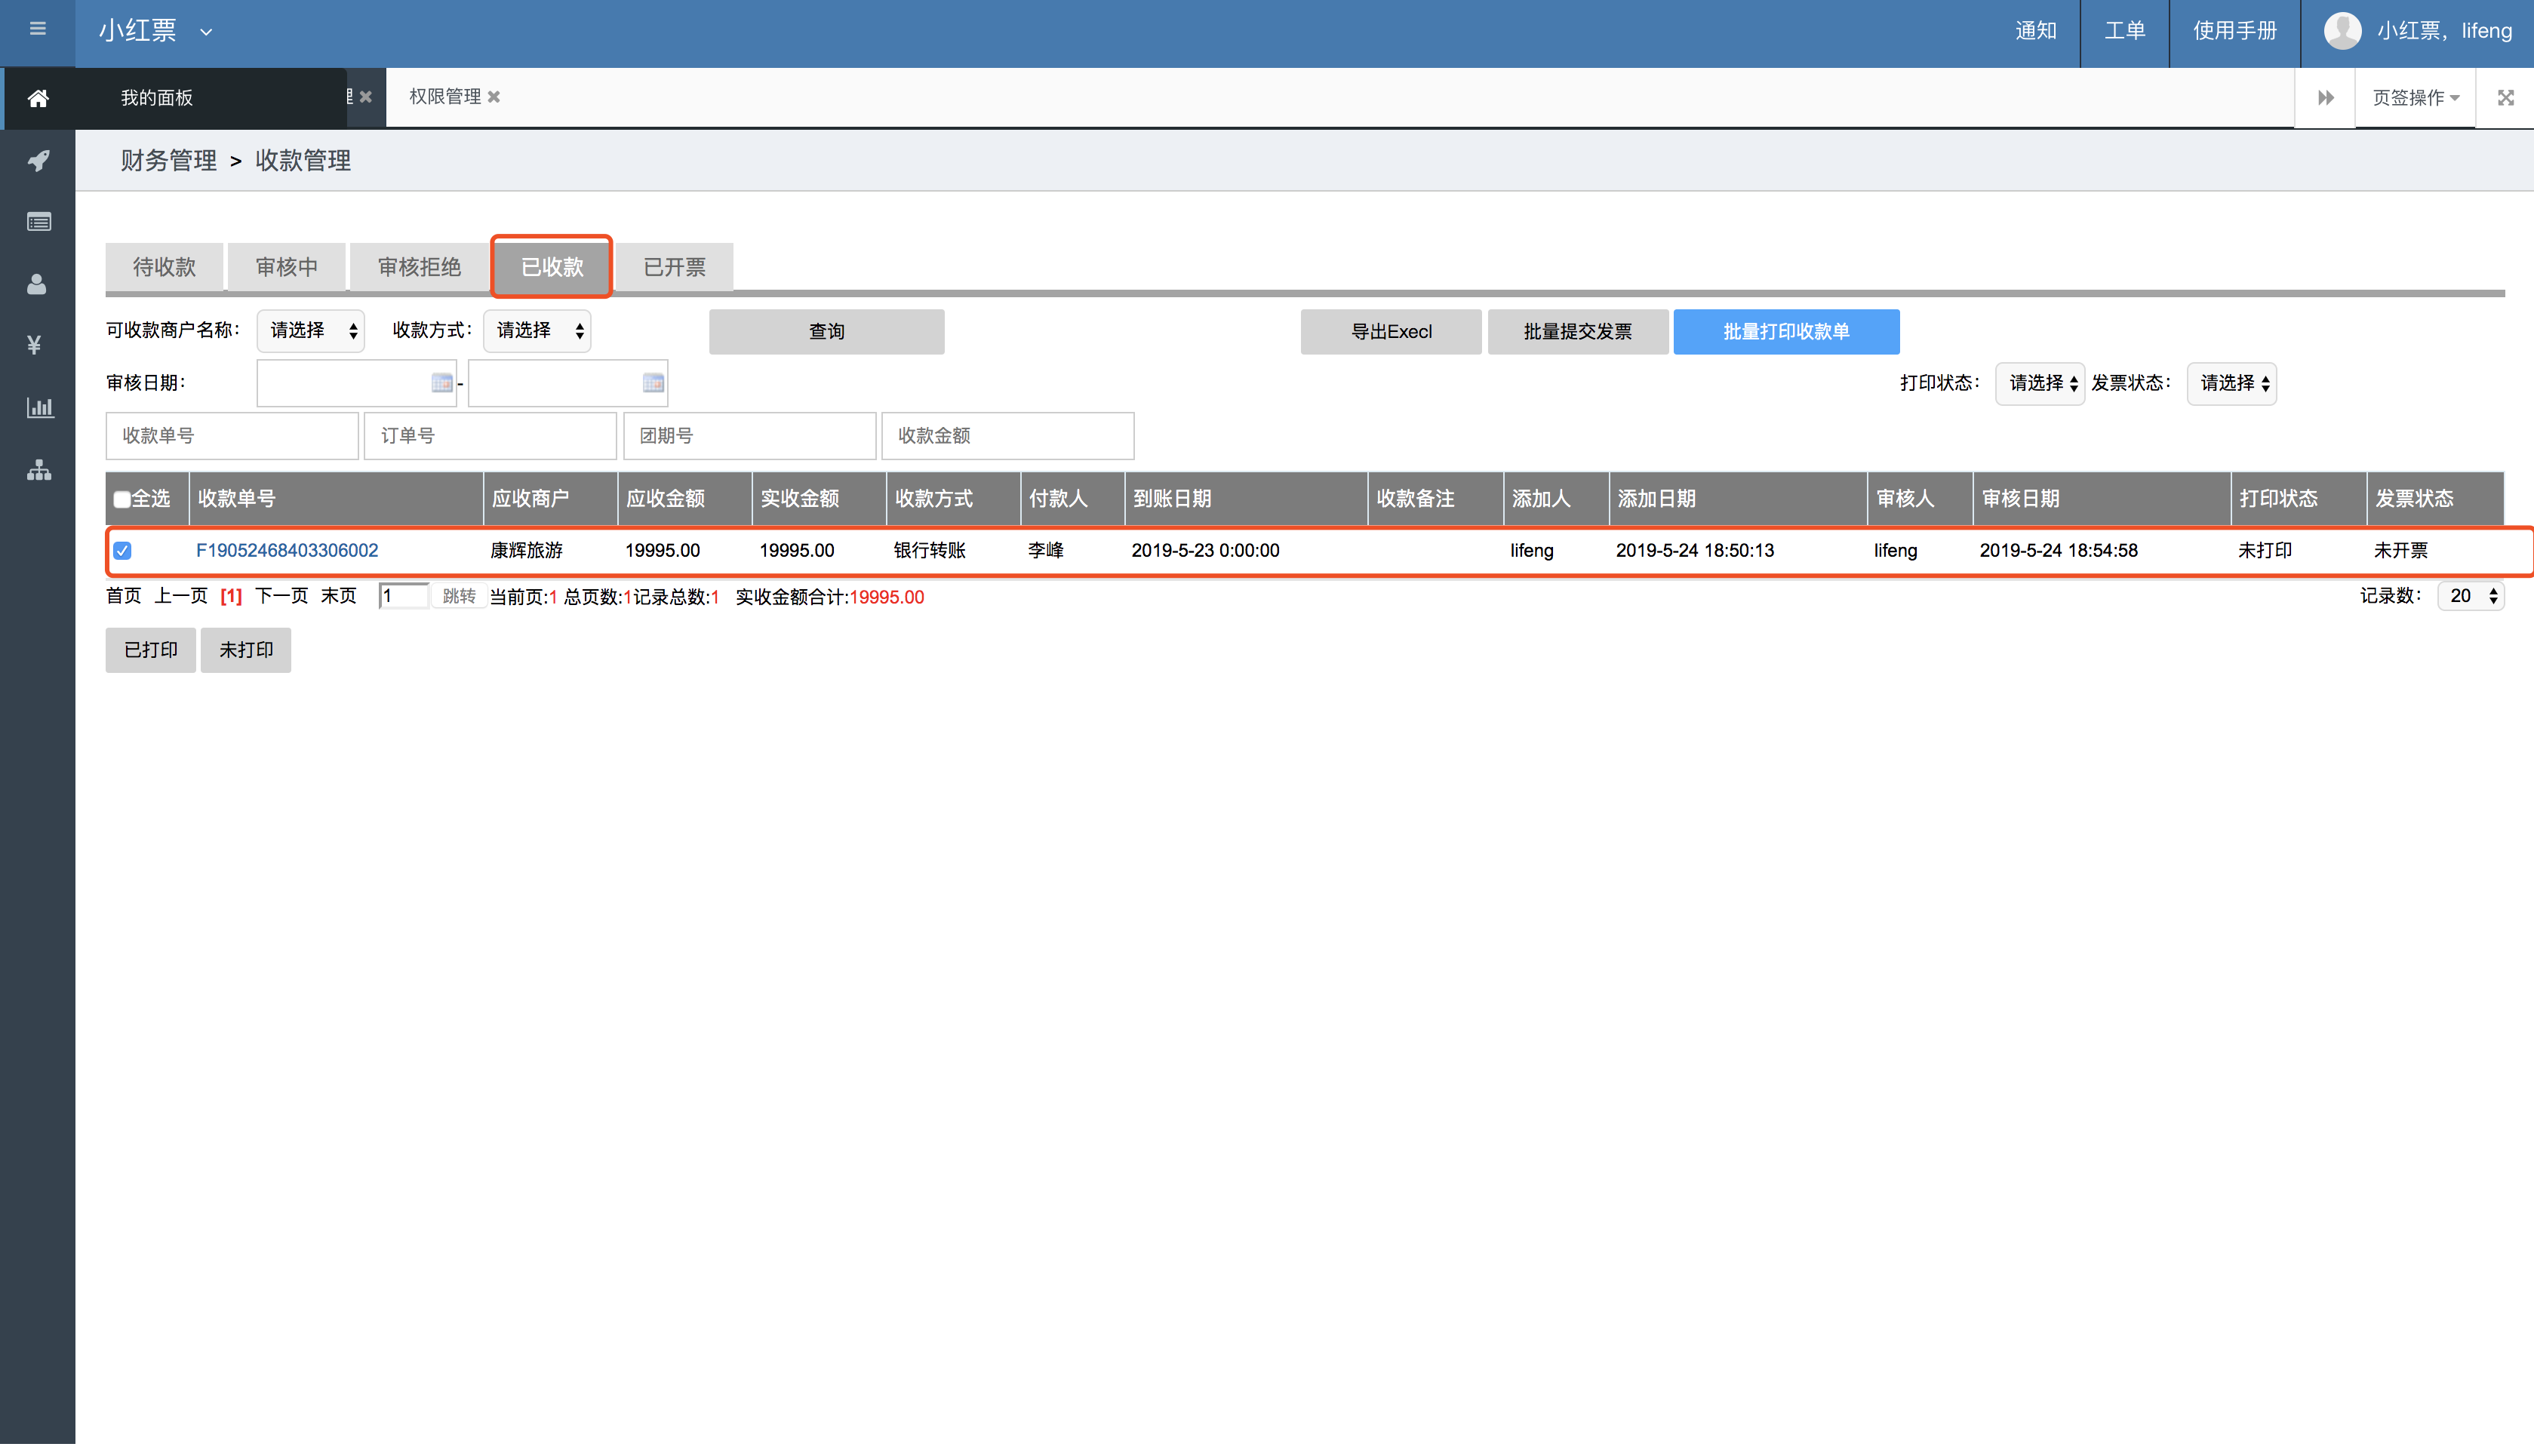 小红票
通知 工单 使用手册 小红票，lifeng
我的面板 理 权限管理 页签操作
财务管理 > 收款管理
待收款 审核中 审核拒绝 已收款 已开票
可收款商户名称： 请选择 收款方式： 请选择 查询 导出Execl 批量提交发票 批量打印收款单
审核日期： - 打印状态： 请选择 发票状态： 请选择
收款单号 订单号 团期号 收款金额
全选 收款单号 应收商户 应收金额 实收金额 收款方式 付款人 到账日期 收款备注 添加人 添加日期 审核人 审核日期 打印状态 发票状态
F19052468403306002 康辉旅游 19995.00 19995.00 银行转账 李峰 2019-5-23 0:00:00 lifeng 2019-5-24 18:50:13 lifeng 2019-5-24 18:54:58 未打印 未开票
首页 上一页 [1] 下一页 末页 1 跳转 当前页:1 总页数:1记录总数:1 实收金额合计:19995.00 记录数： 20
已打印 未打印